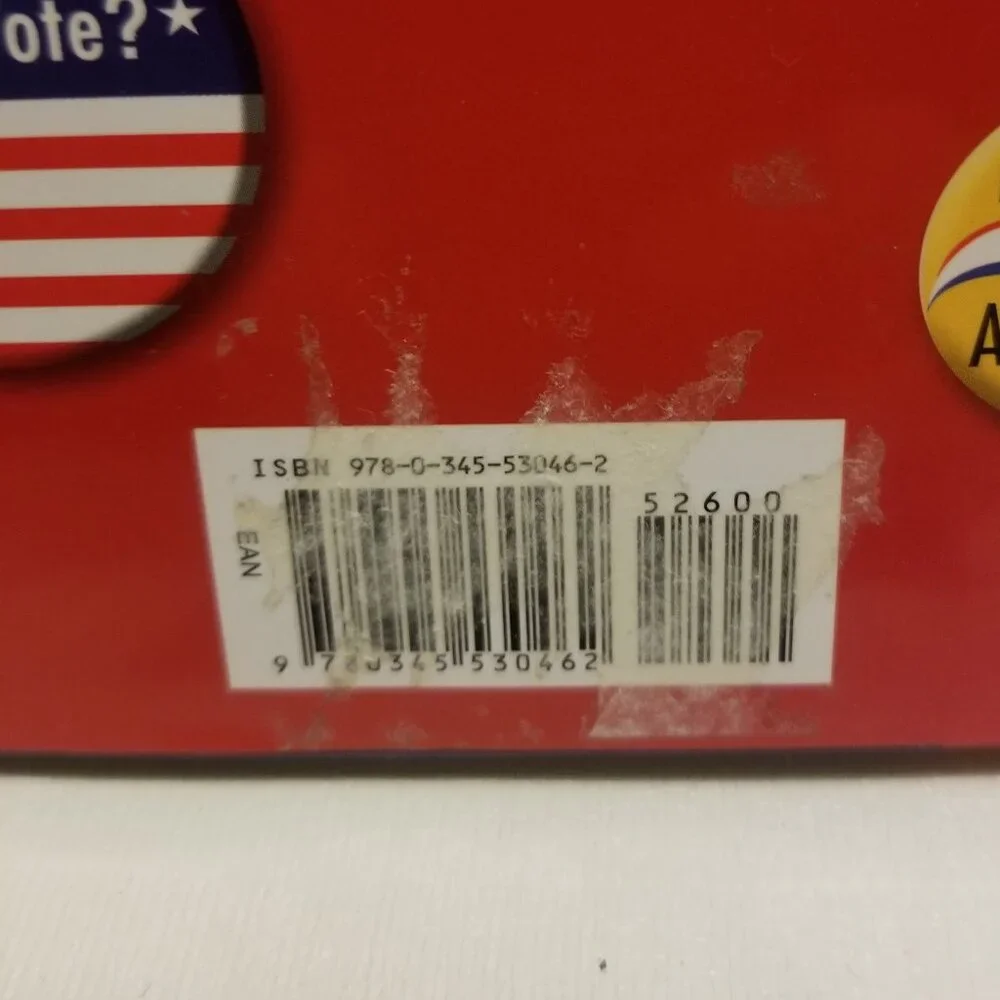 ote?
A
ISBN 978-0-345-53046-2
52600
EAN
9 780345 530462